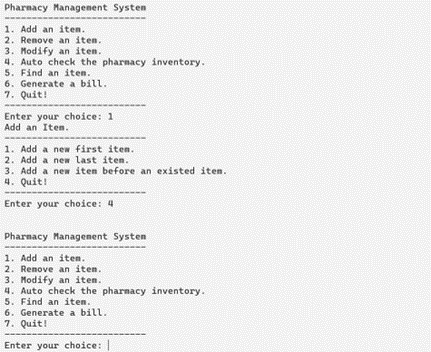 Pharmacy Management System
--------------------------
1. Add an item.
2. Remove an item.
3. Modify an item.
4. Auto check the pharmacy inventory.
5. Find an item.
6. Generate a bill.
7. Quit!
--------------------------
Enter your choice: 1
Add an Item.
--------------------------
1. Add a new first item.
2. Add a new last item.
3. Add a new item before an existed item.
4. Quit!
--------------------------
Enter your choice: 4
Pharmacy Management System
--------------------------
1. Add an item.
2. Remove an item.
3. Modify an item.
4. Auto check the pharmacy inventory.
5. Find an item.
6. Generate a bill.
7. Quit!
--------------------------
Enter your choice: